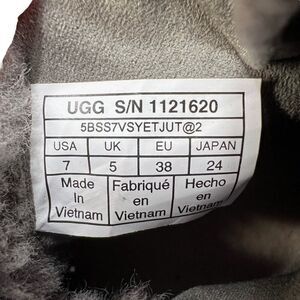 UGG S/N 1121620
5BSS7VSYETJUT@2
USA UK EU JAPAN
7 5 38 24
Made Fabriqué Hecho
In en en
Vietnam Vietnam Vietnam